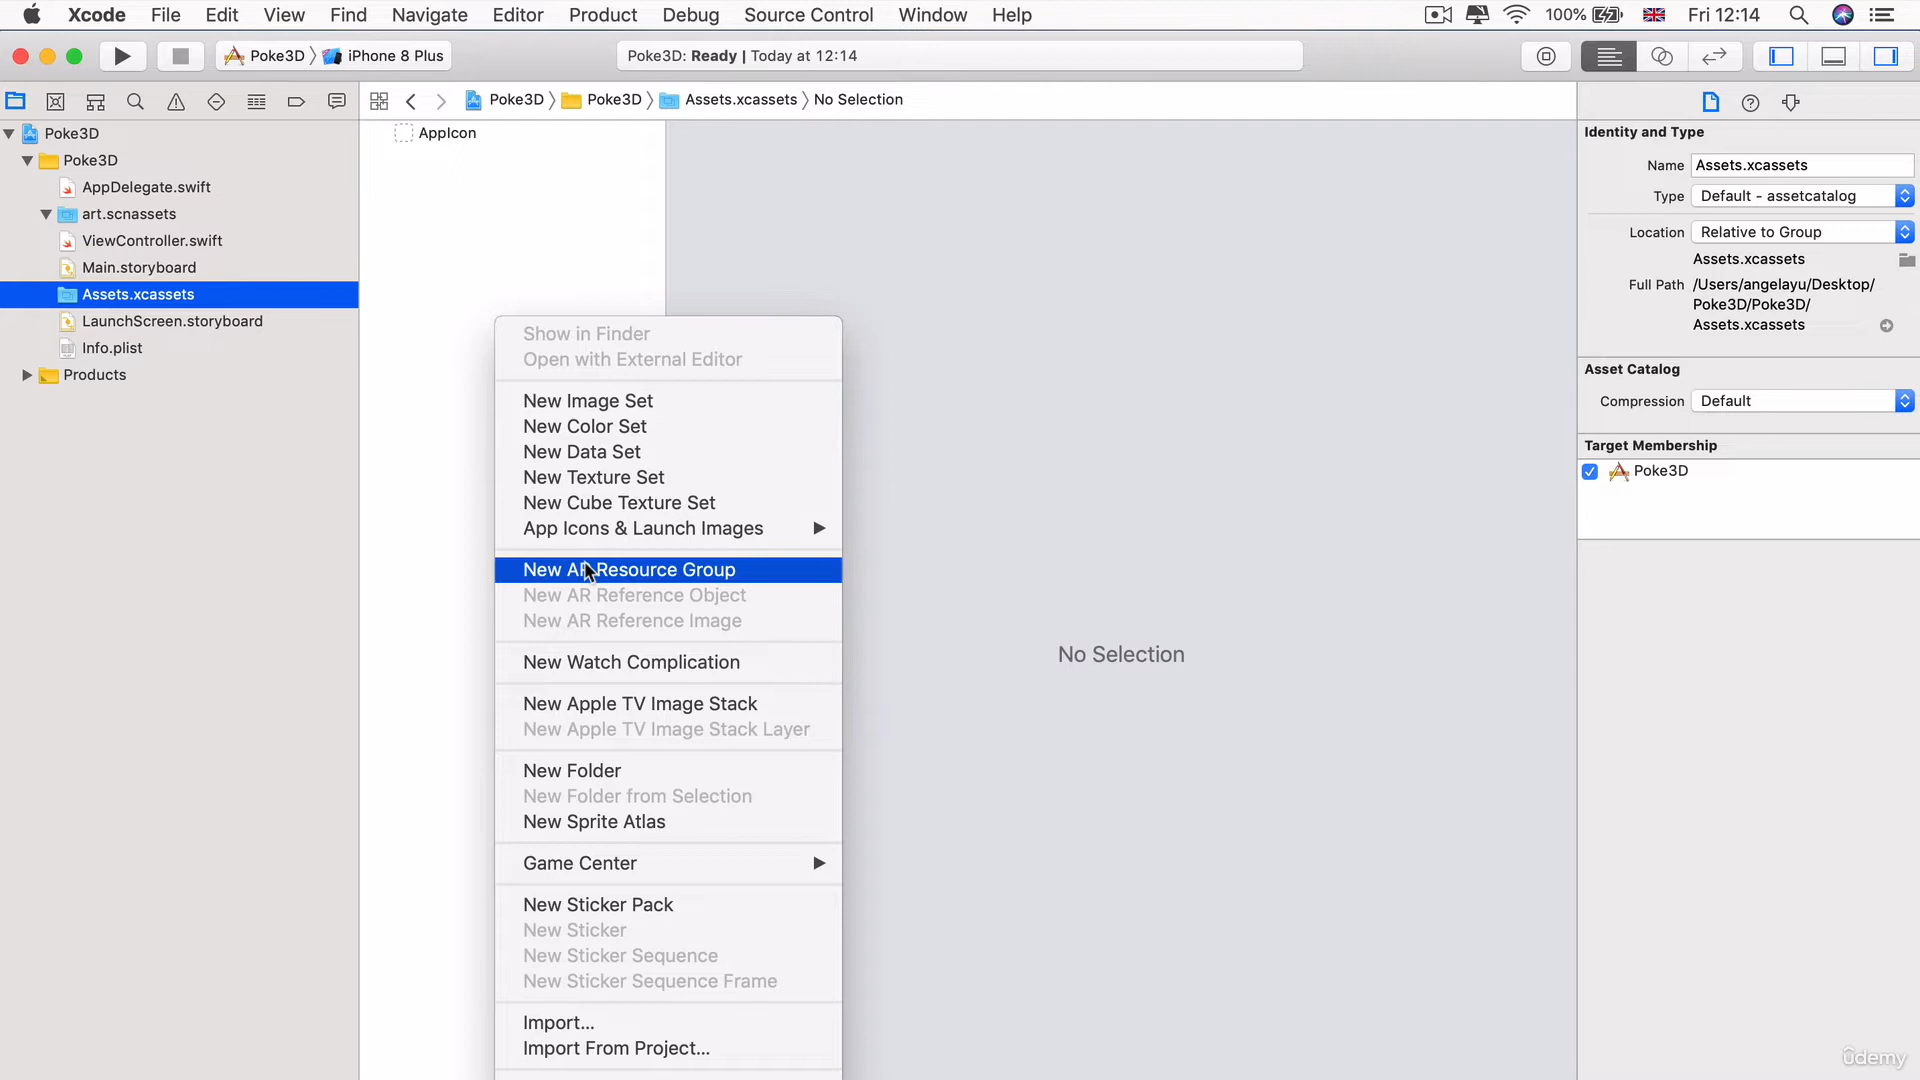 Xcode File Edit View Find Navigate Editor Product Debug Source Control Window Help 100% Fri 12:14
Poke3D iPhone 8 Plus Poke3D: Ready | Today at 12:14
Poke3D Poke3D Assets.xcassets No Selection
Poke3D
Poke3D
AppDelegate.swift
art.scnassets
ViewController.swift
Main.storyboard
Assets.xcassets
LaunchScreen.storyboard
Info.plist
Products
AppIcon
Show in Finder
Open with External Editor
New Image Set
New Color Set
New Data Set
New Texture Set
New Cube Texture Set
App Icons & Launch Images
New AR Resource Group
New AR Reference Object
New AR Reference Image
New Watch Complication
New Apple TV Image Stack
New Apple TV Image Stack Layer
New Folder
New Folder from Selection
New Sprite Atlas
Game Center
New Sticker Pack
New Sticker
New Sticker Sequence
New Sticker Sequence Frame
Import...
Import From Project...
No Selection
Identity and Type
Name Assets.xcassets
Type Default - assetcatalog
Location Relative to Group
Assets.xcassets
Full Path /Users/angelayu/Desktop/
Poke3D/Poke3D/
Assets.xcassets
Asset Catalog
Compression Default
Target Membership
Poke3D
ûdemy